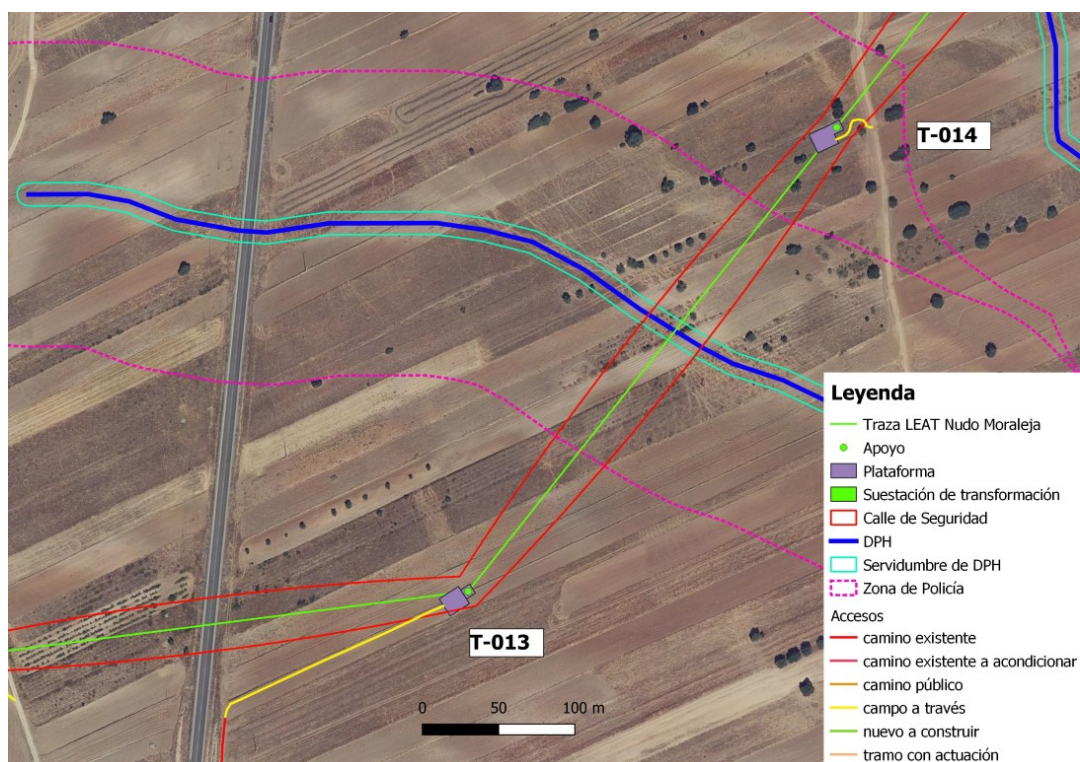 T-014
T-013
0 50 100 m
Leyenda
Traza LEAT Nudo Moraleja
Apoyo
Plataforma
Suestación de transformación
Calle de Seguridad
DPH
Servidumbre de DPH
Zona de Policía
Accesos
camino existente
camino existente a acondicionar
camino público
campo a través
nuevo a construir
tramo con actuación